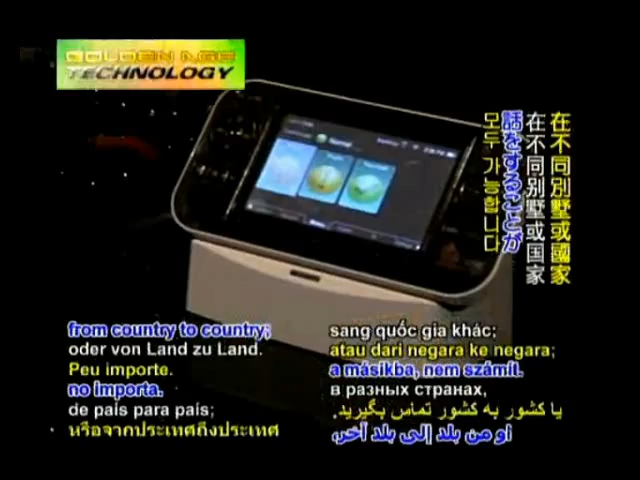 GOLDEN AGE
TECHNOLOGY
在不同別墅或國家
在不同别墅或国家
話をすることが
모두 가능합니다
from country to country;
oder von Land zu Land.
Peu importe.
no importa.
de país para país;
หรือจากประเทศถึงประเทศ
sang quốc gia khác;
atau dari negara ke negara;
a másikba, nem számít.
в разных странах,
یا کشور به کشور تماس بگیرید.
او من بلد إلى بلد آخر،